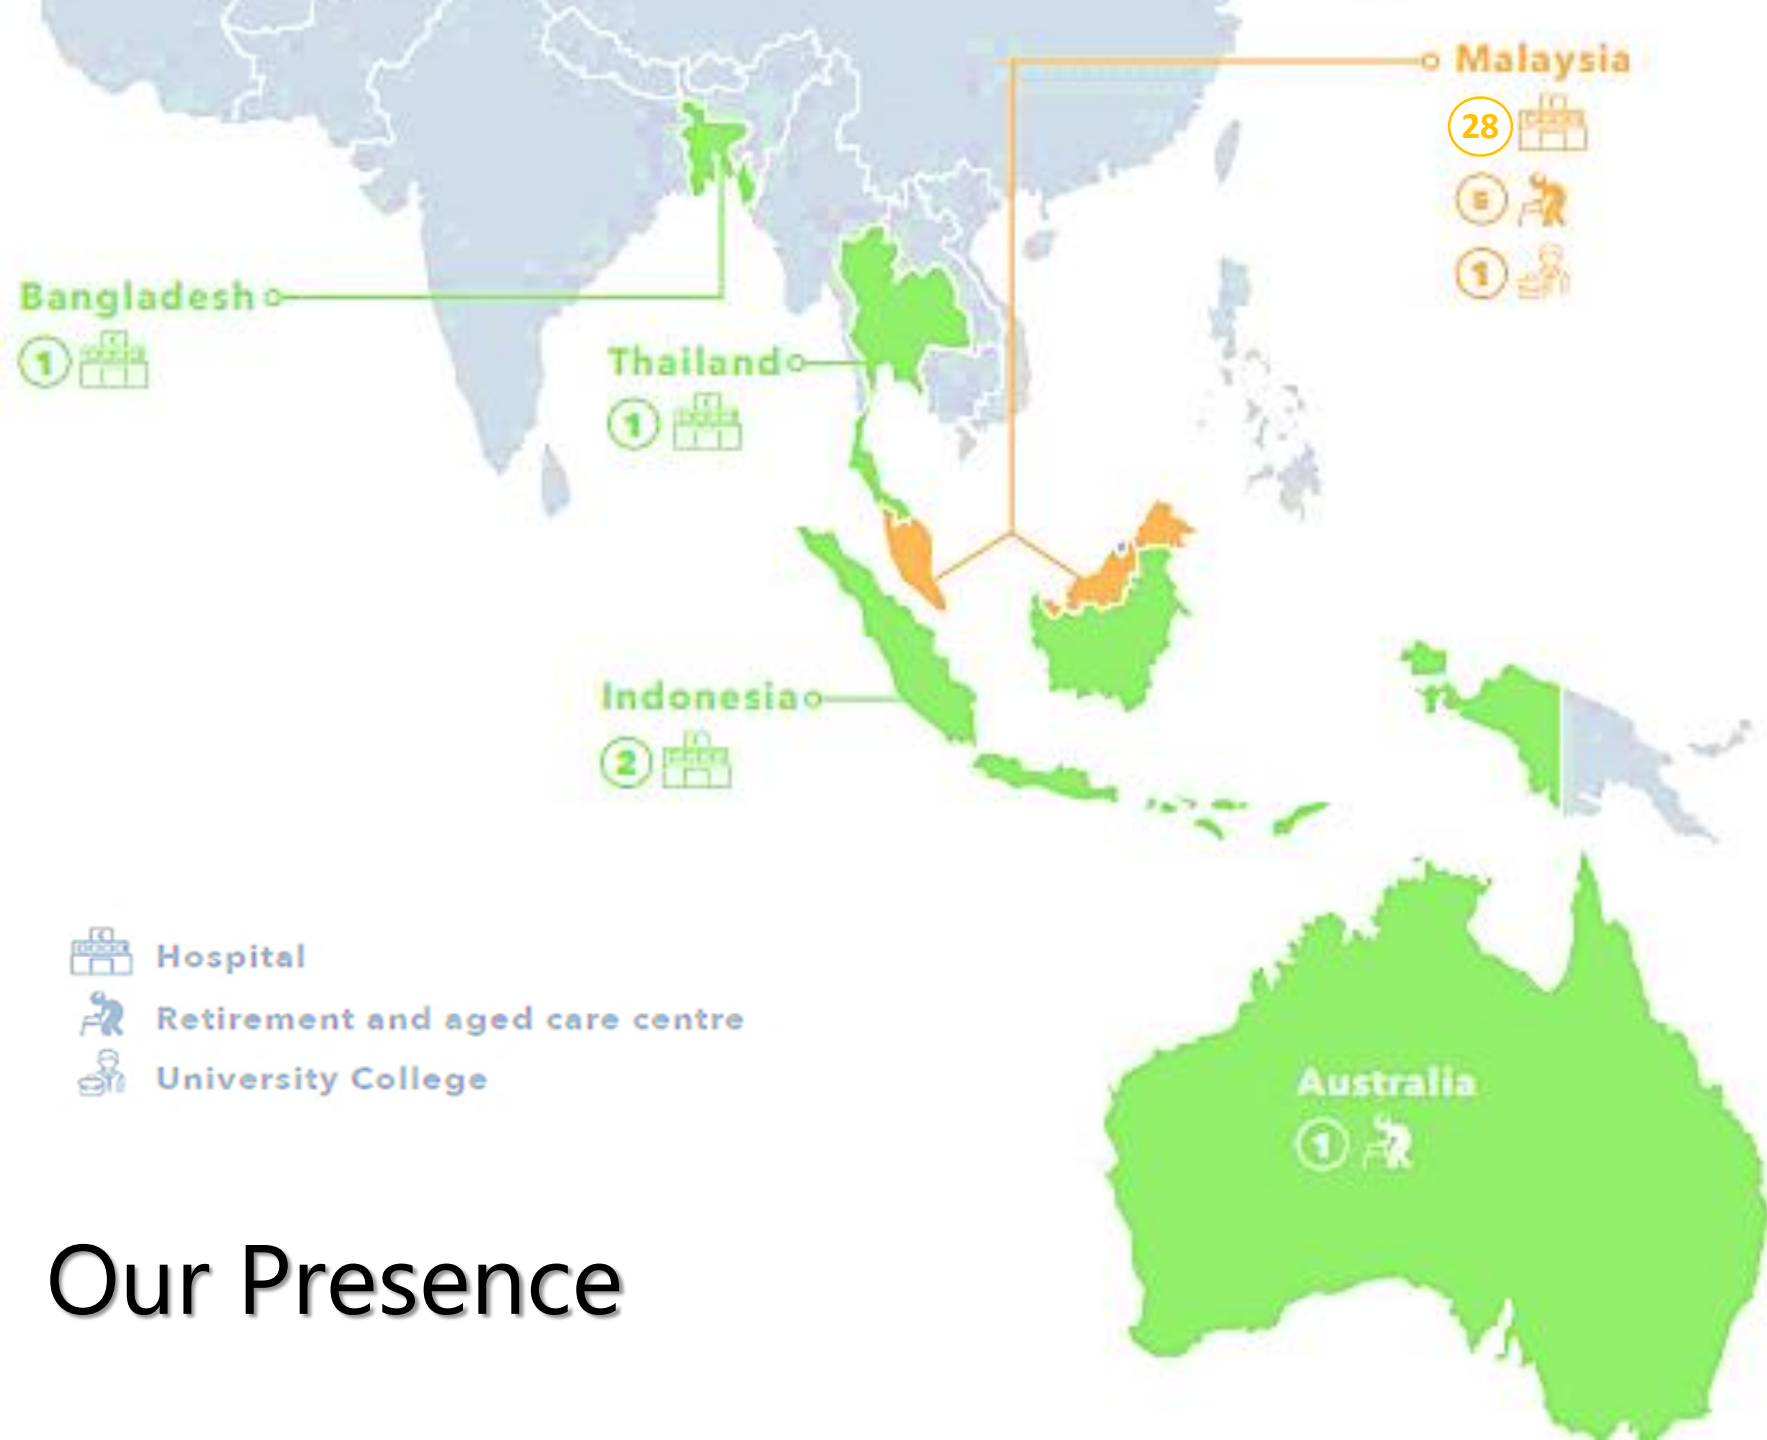 Malaysia
28
1
Bangladesh
1
Thailand
1
Indonesia
2
Hospital
Retirement and aged care centre
University College
Australia
1
Our Presence